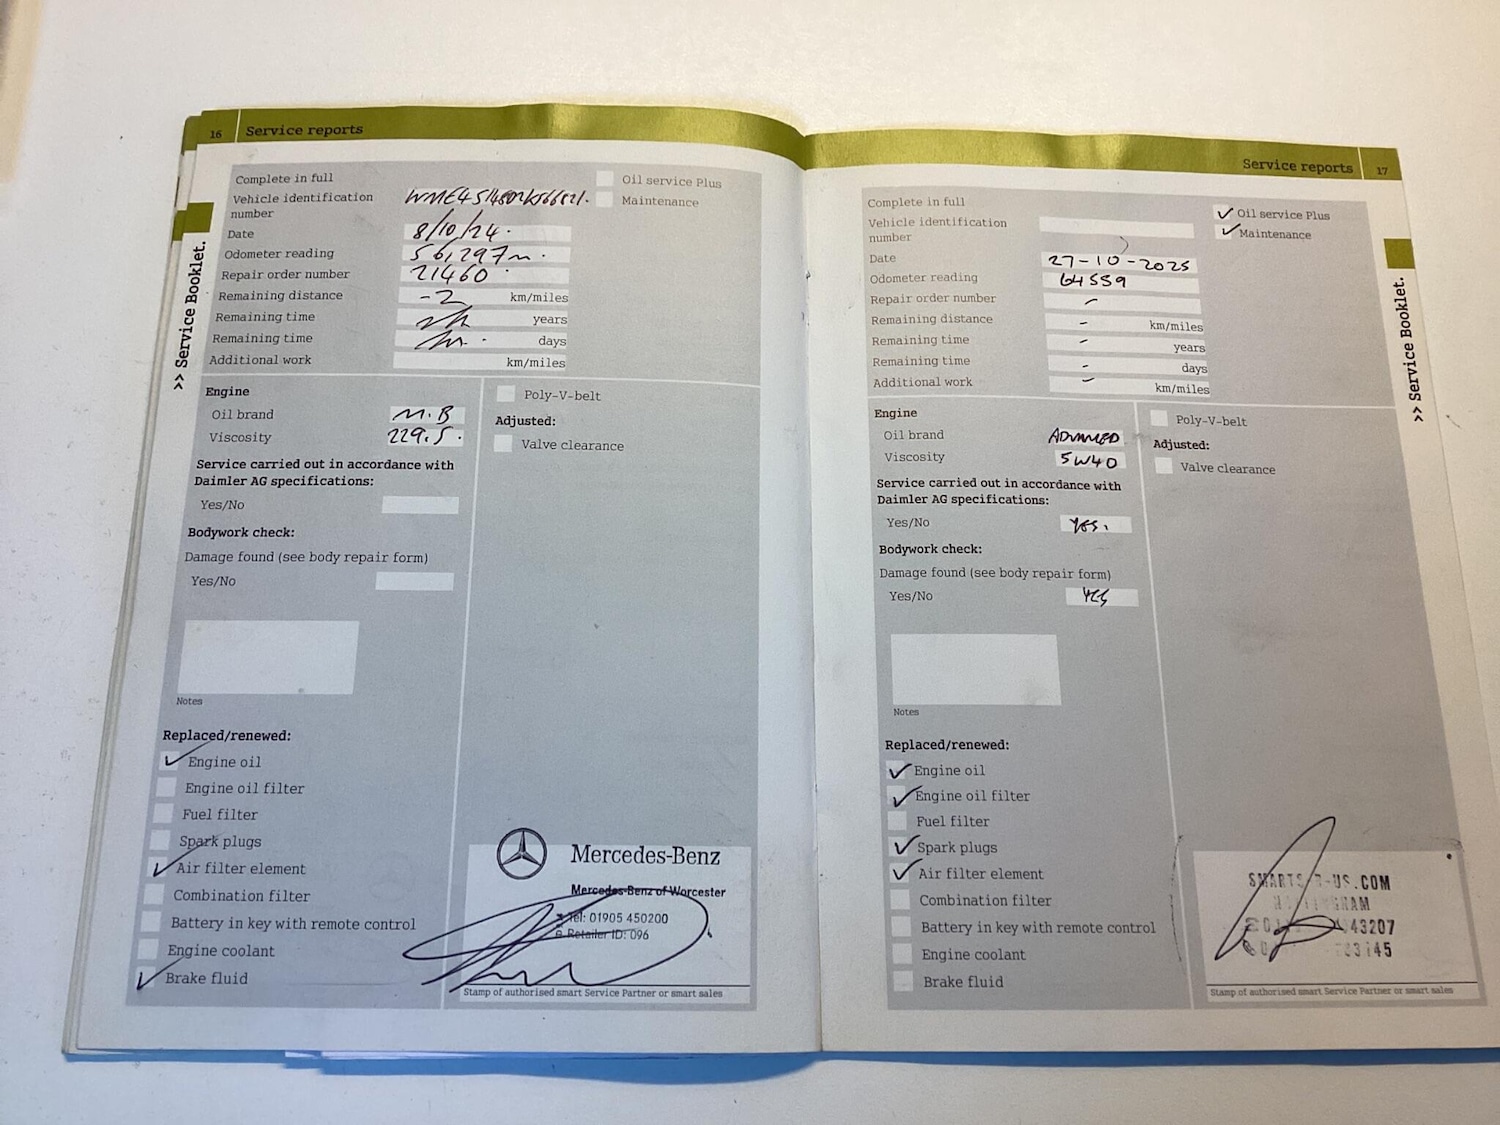 16 Service reports
Complete in full
Vehicle identification number
Date 8/10/24.
Odometer reading 56,297m.
Repair order number 21460
Remaining distance -2 km/miles
Remaining time years
Remaining time days
Additional work km/miles
Oil service Plus
Maintenance
>> Service Booklet.
Engine
Oil brand M.B
Viscosity 229.5.
Service carried out in accordance with
Daimler AG specifications:
Yes/No
Bodywork check:
Damage found (see body repair form)
Yes/No
Notes
Poly-V-belt
Adjusted:
Valve clearance
Replaced/renewed:
✓ Engine oil
Engine oil filter
Fuel filter
Spark plugs
✓ Air filter element
Combination filter
Battery in key with remote control
Engine coolant
✓ Brake fluid
Mercedes-Benz
Mercedes-Benz of Worcester
Tel: 01905 450200
Retailer ID: 096
Stamp of authorised smart Service Partner or smart sales
Service reports 17
Complete in full
Vehicle identification
number
Date 27-10-2025
Odometer reading 64559
Repair order number -
Remaining distance - km/miles
Remaining time - years
Remaining time - days
Additional work - km/miles
✓ Oil service Plus
✓ Maintenance
>> Service Booklet.
Engine
Oil brand ADVANCED
Viscosity 5W40
Service carried out in accordance with
Daimler AG specifications:
Yes/No YES.
Bodywork check:
Damage found (see body repair form)
Yes/No YES
Notes
Poly-V-belt
Adjusted:
Valve clearance
Replaced/renewed:
✓ Engine oil
✓ Engine oil filter
Fuel filter
✓ Spark plugs
✓ Air filter element
Combination filter
Battery in key with remote control
Engine coolant
Brake fluid
SMARTS-R-US.COM
43207
Stamp of authorised smart Service Partner or smart sales